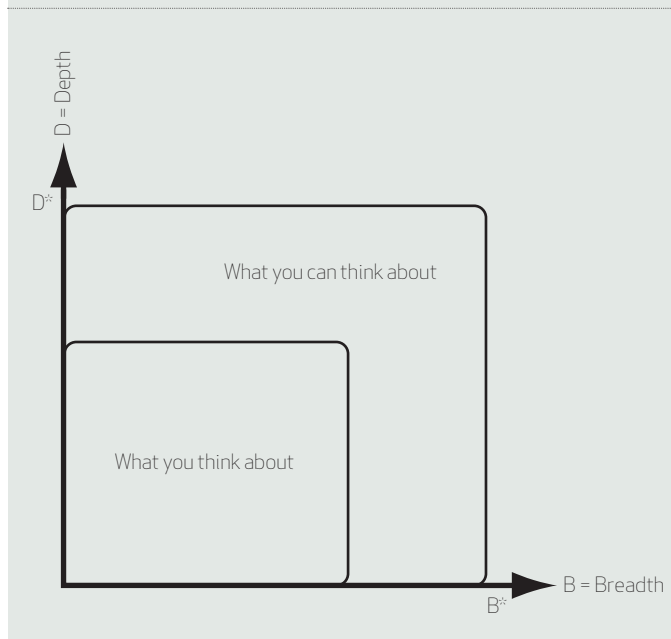 D = Depth
D*
What you can think about
What you think about
B = Breadth
B*